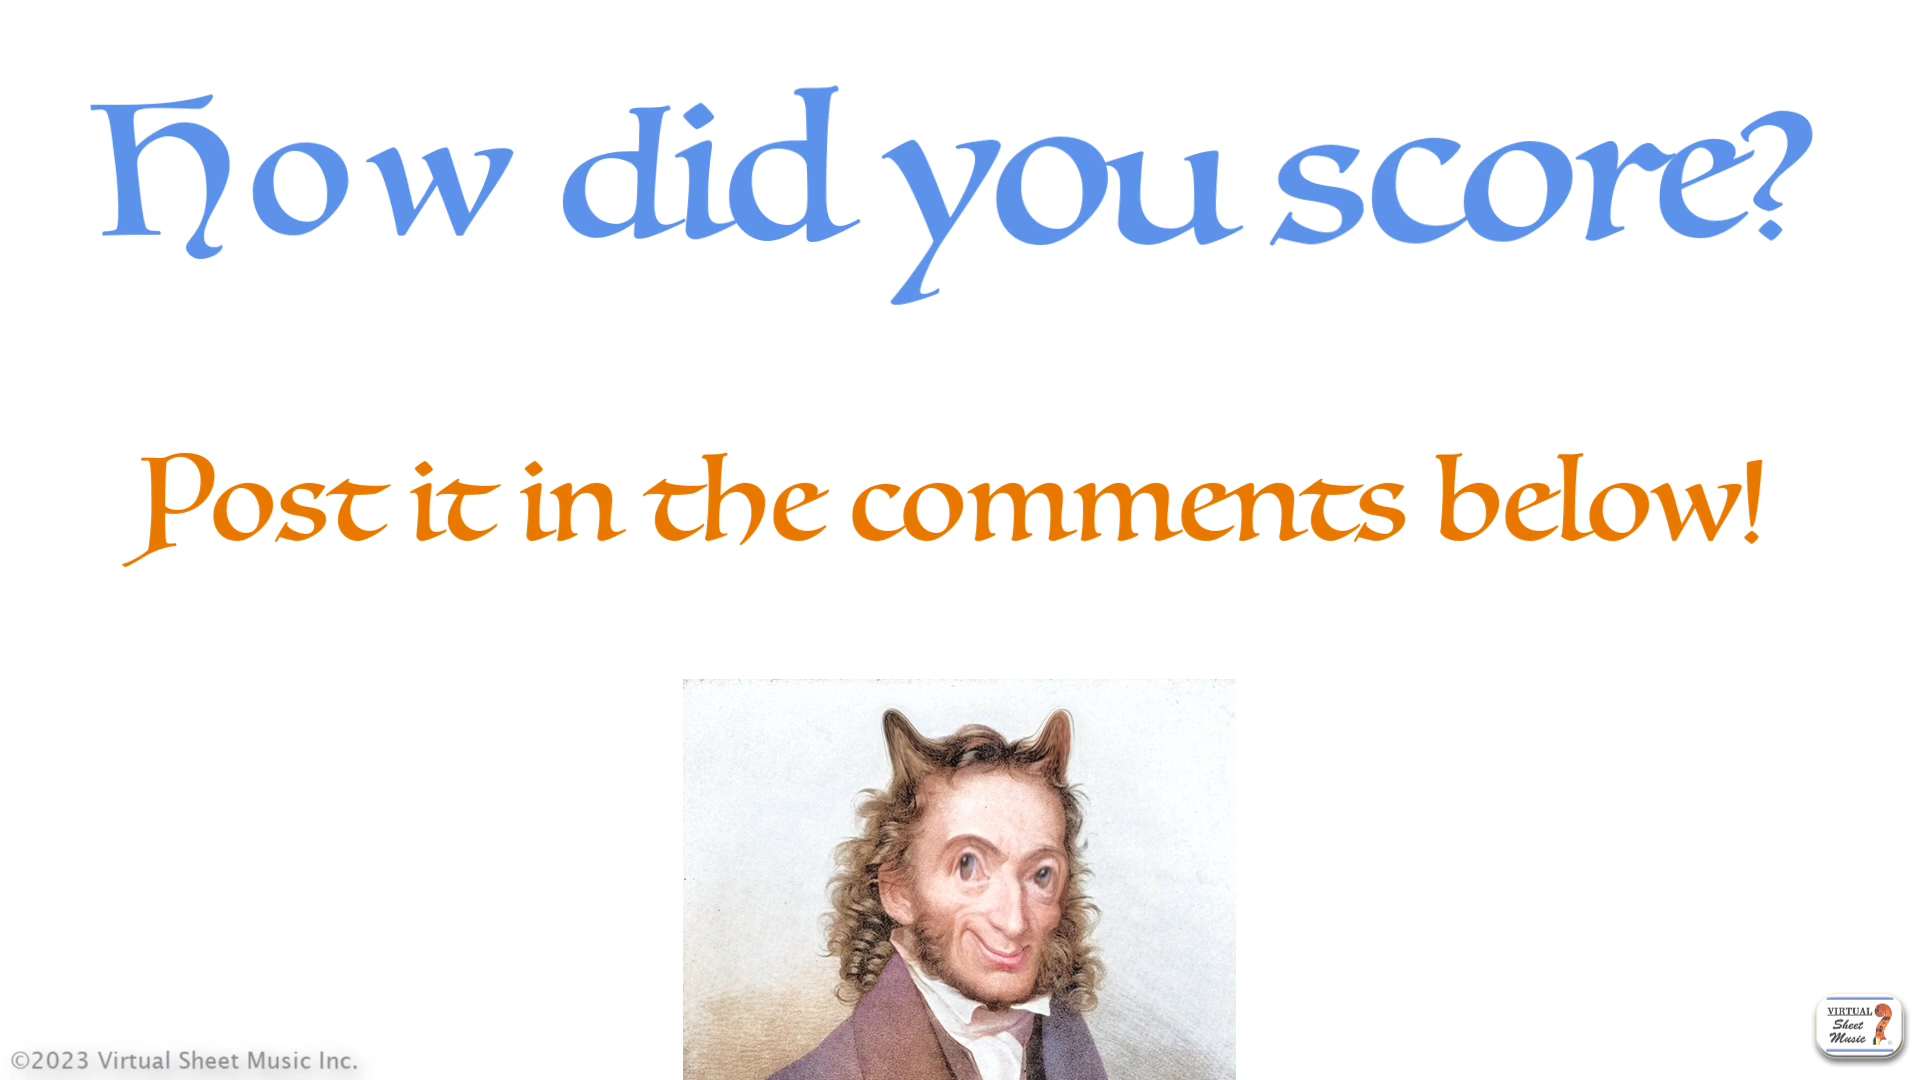 How did you score?
Post it in the comments below!
VIRTUAL
Sheet
Music
©2023 Virtual Sheet Music Inc.